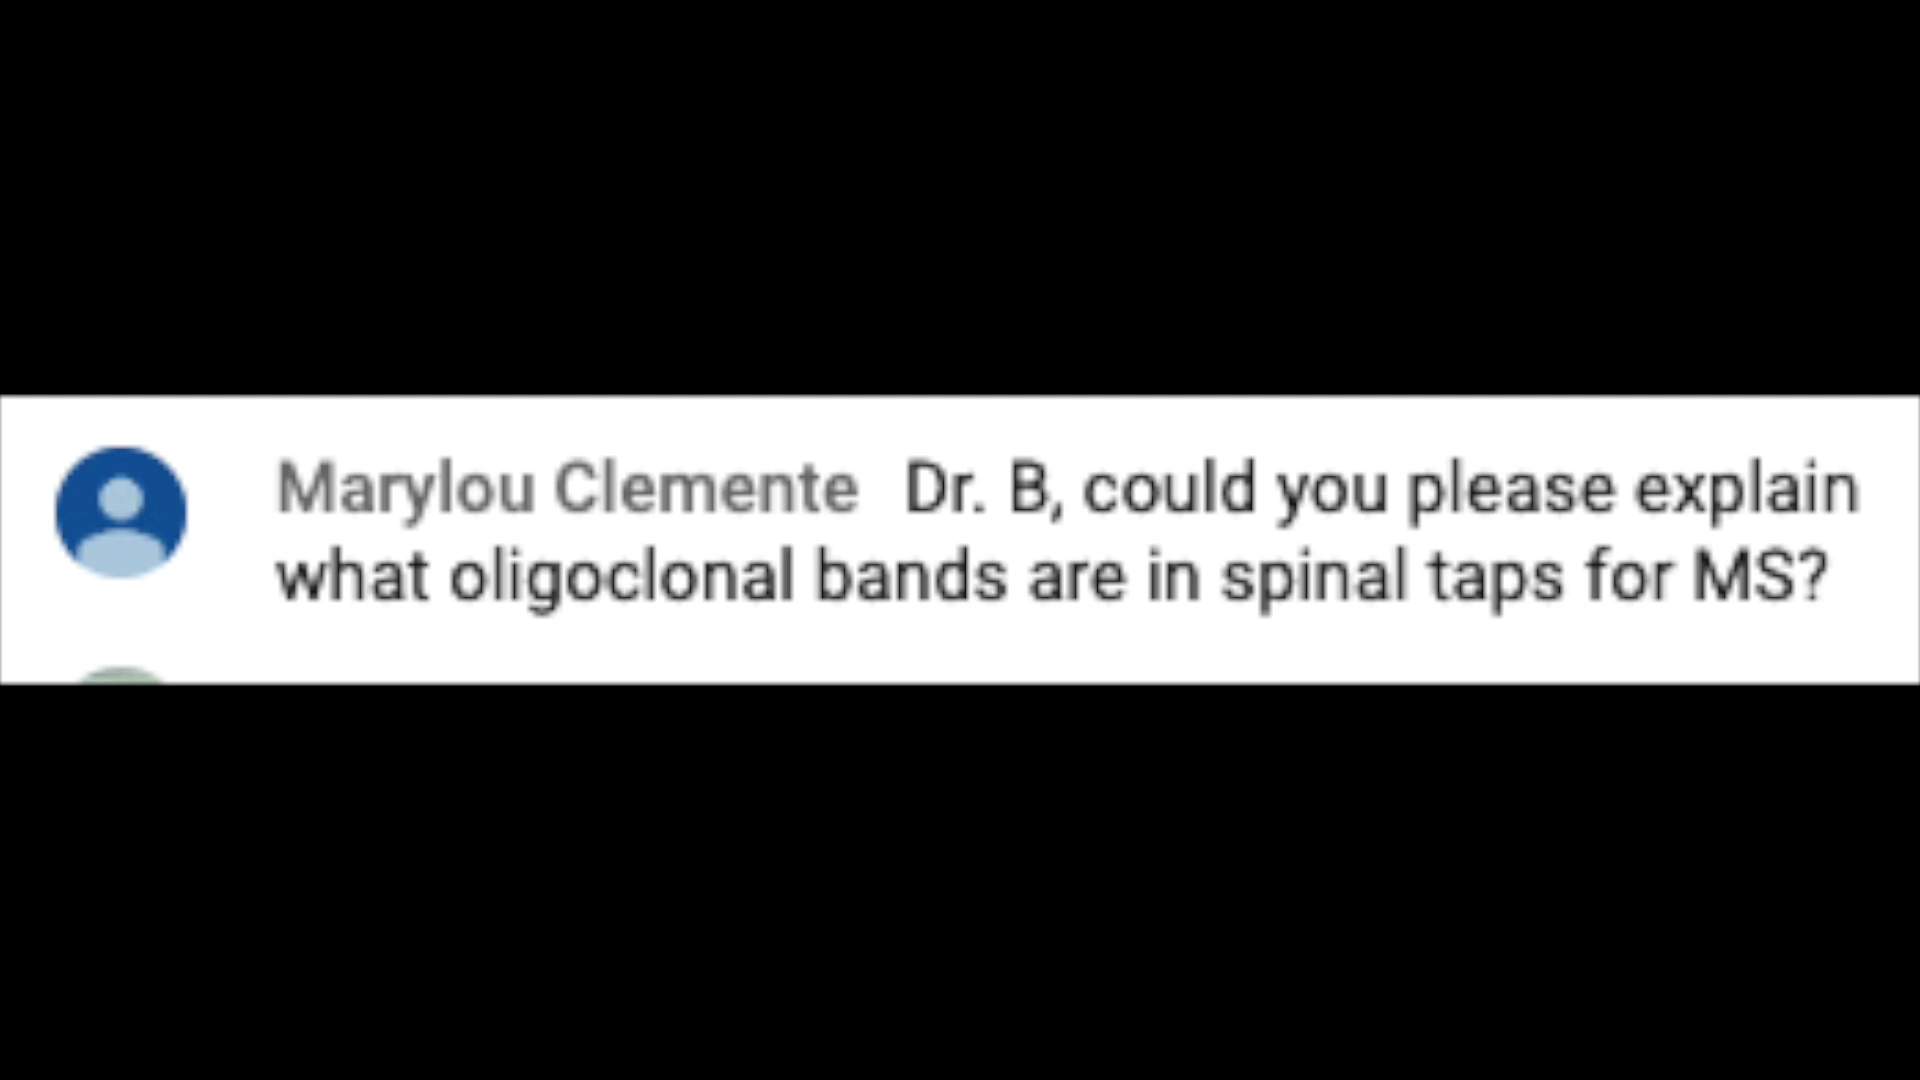 Marylou Clemente Dr. B, could you please explain
what oligoclonal bands are in spinal taps for MS?